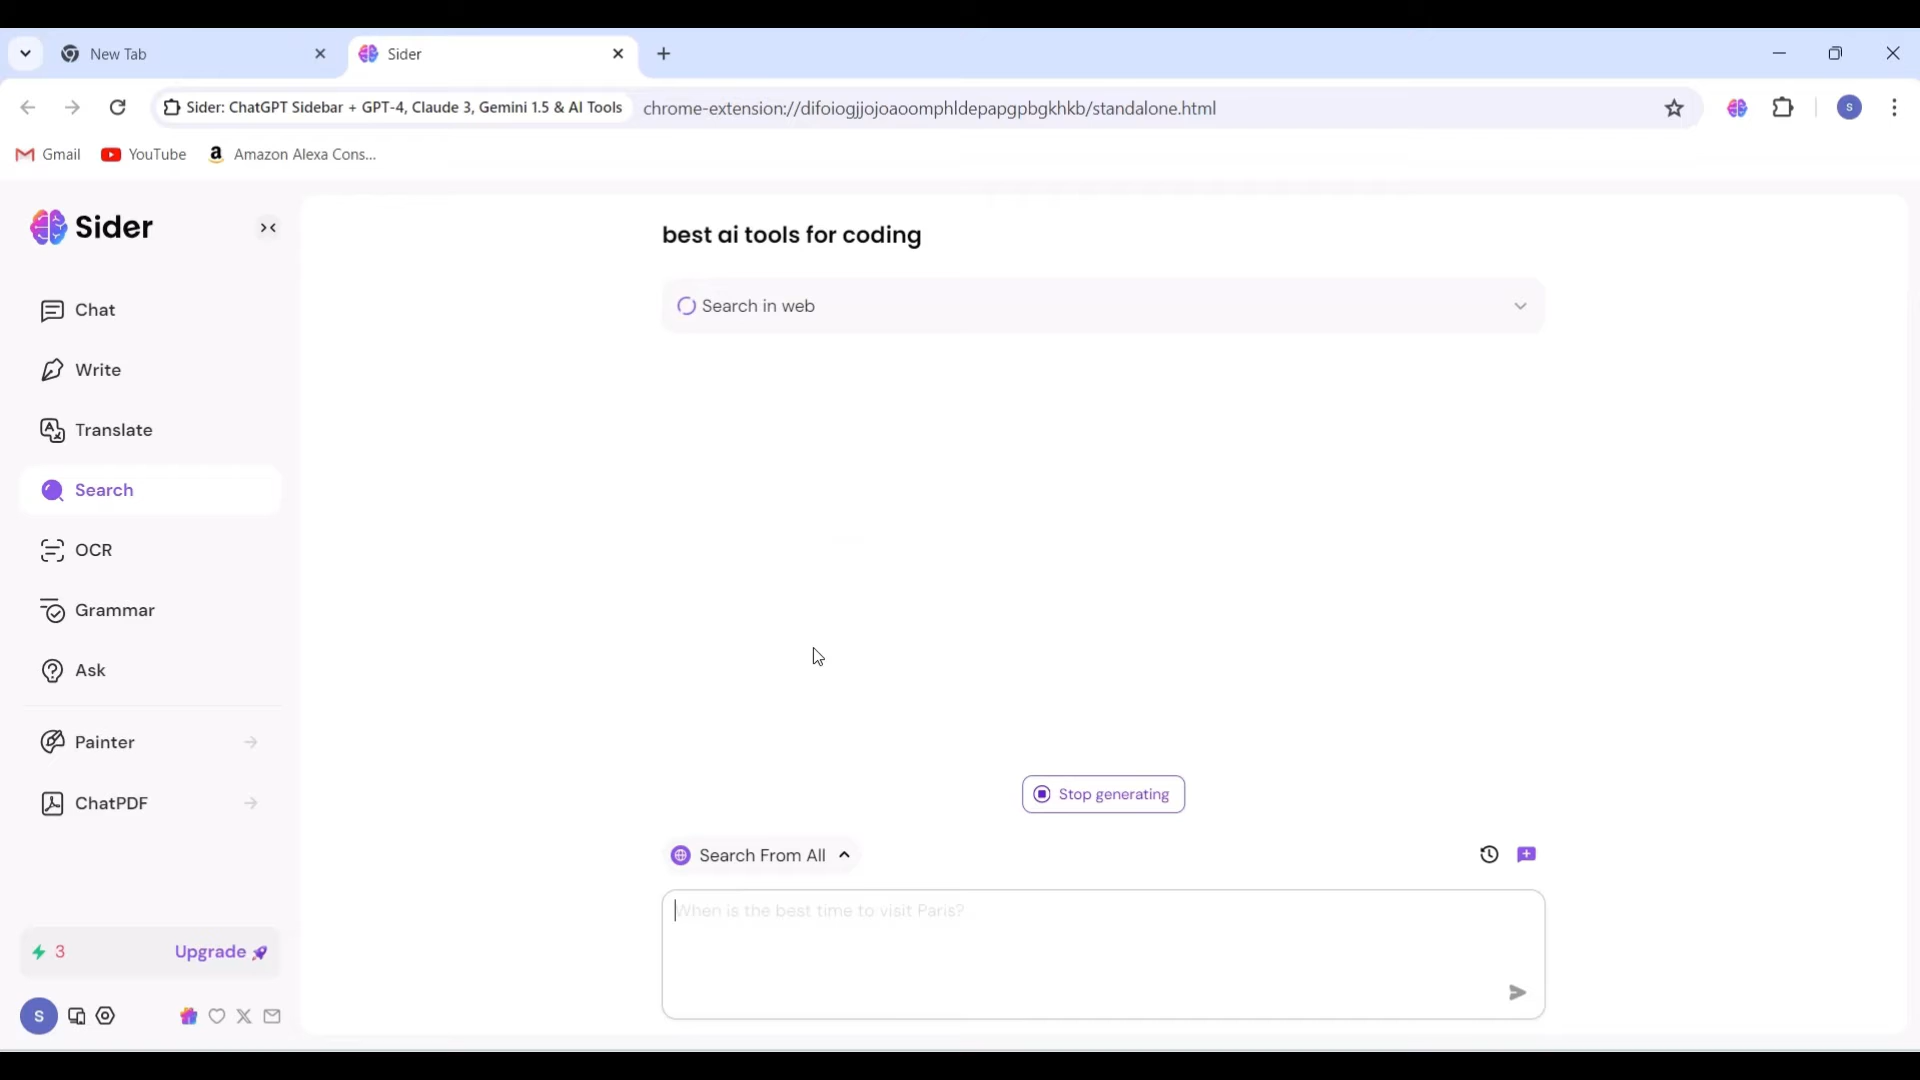 New Tab
Sider
Sider: ChatGPT Sidebar + GPT-4, Claude 3, Gemini 1.5 & AI Tools
chrome-extension://difoiogjjojoaoomphldepapgpbgkhkb/standalone.html
S
Gmail
YouTube
Amazon Alexa Cons...
Sider
best ai tools for coding
Search in web
Chat
Write
Translate
Search
OCR
Grammar
Ask
Painter
ChatPDF
Stop generating
Search From All
When is the best time to visit Paris?
3
Upgrade
S